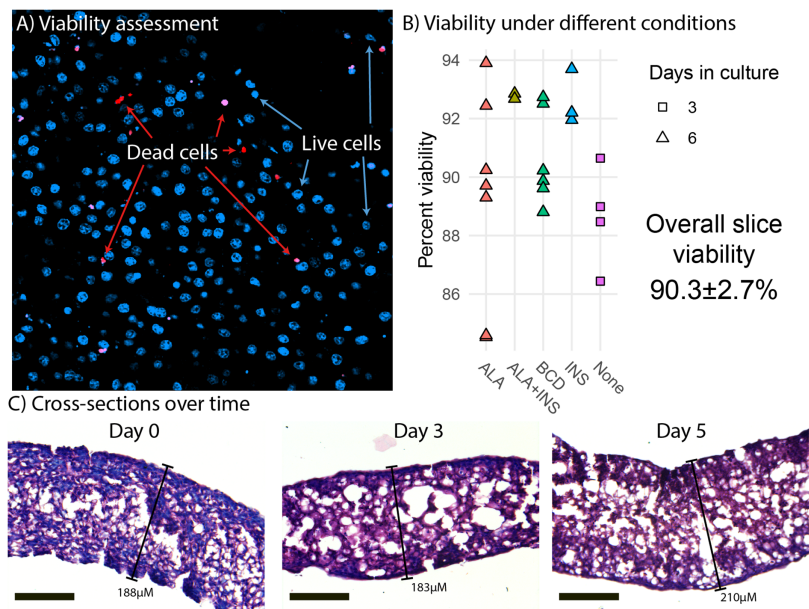 A) Viability assessment
Dead cells
Live cells
B) Viability under different conditions
Percent viability
94
92
90
88
86
ALA
ALA+INS
BCD
INS
None
Days in culture
3
6
Overall slice
viability
90.3±2.7%
C) Cross-sections over time
Day 0
Day 3
Day 5
188µM
183µM
210µM